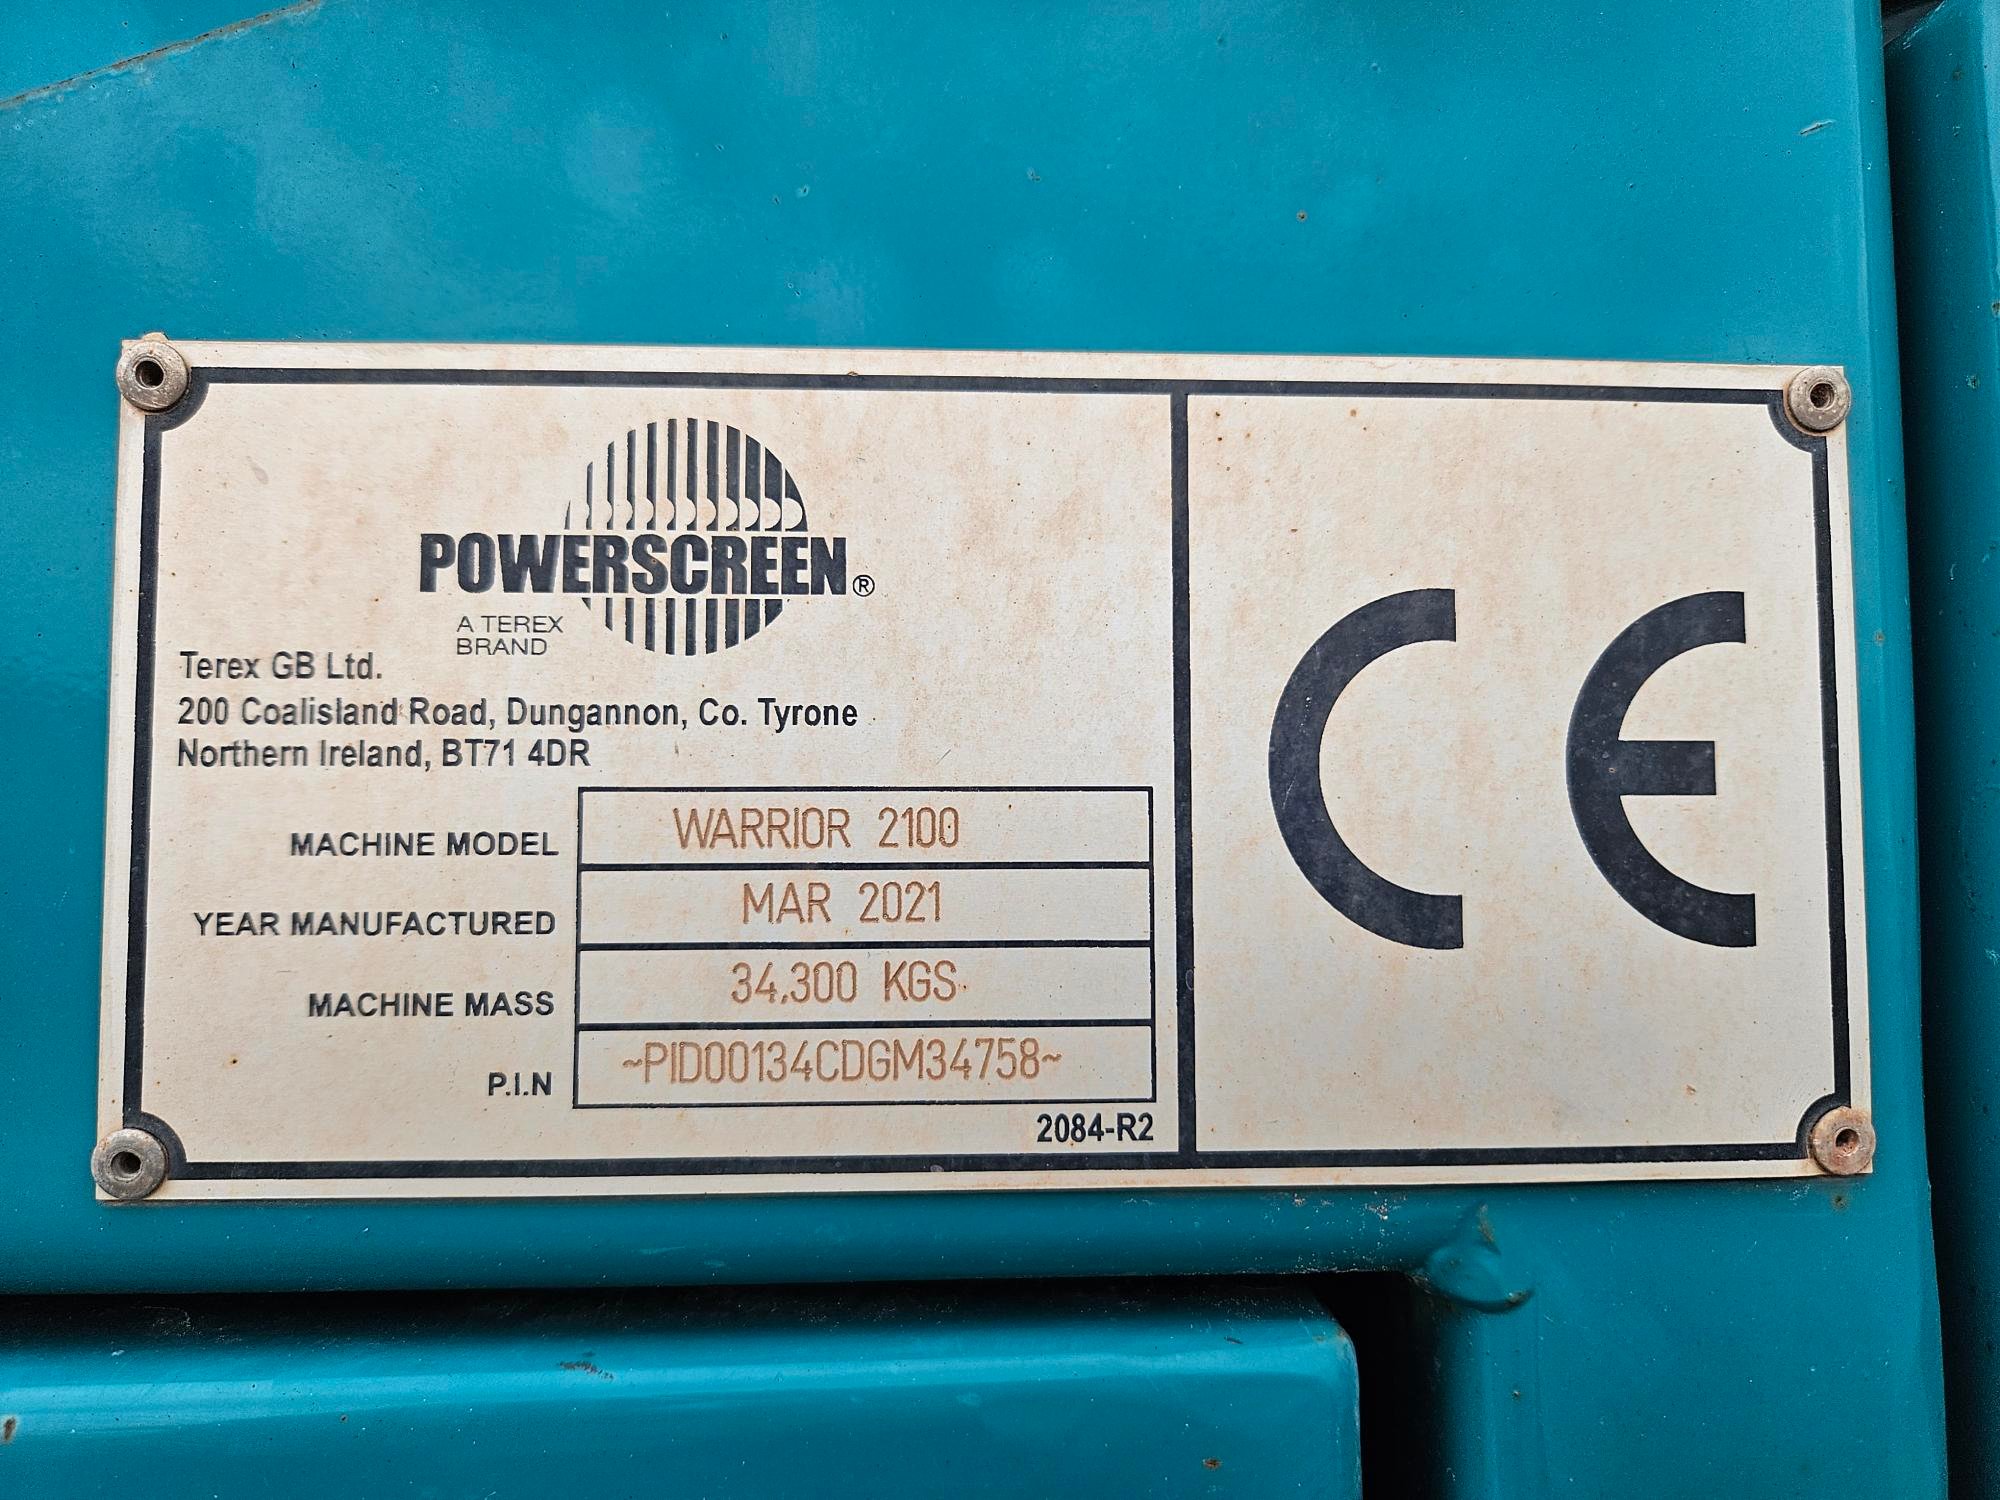 POWERSCREEN®
A TEREX
BRAND
Terex GB Ltd.
200 Coalisland Road, Dungannon, Co. Tyrone
Northern Ireland, BT71 4DR
MACHINE MODEL WARRIOR 2100
YEAR MANUFACTURED MAR 2021
MACHINE MASS 34.300 KGS
P.I.N ~PID00134CDGM34758~
2084-R2
CE